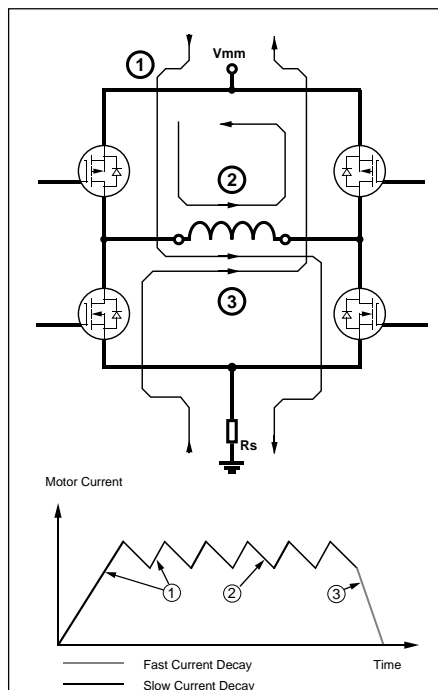 1
Vmm
2
3
Rs
Motor Current
1
2
3
Fast Current Decay
Time
Slow Current Decay